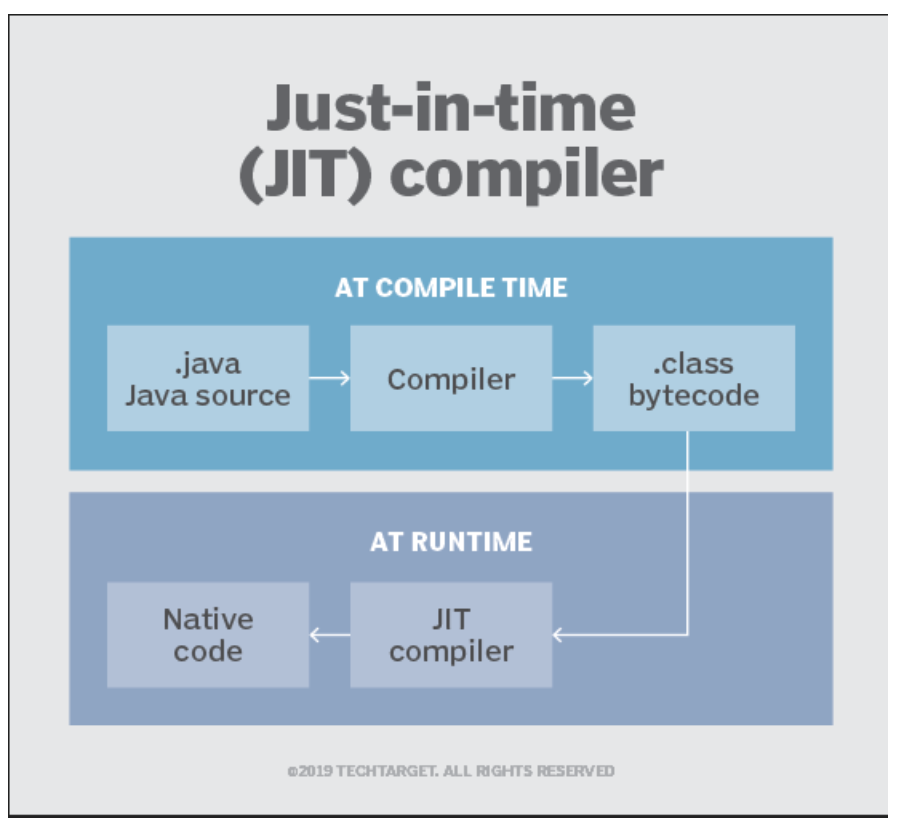 Just-in-time
(JIT) compiler
AT COMPILE TIME
.java
Java source
Compiler
.class
bytecode
AT RUNTIME
Native
code
JIT
compiler
©2019 TECHTARGET. ALL RIGHTS RESERVED